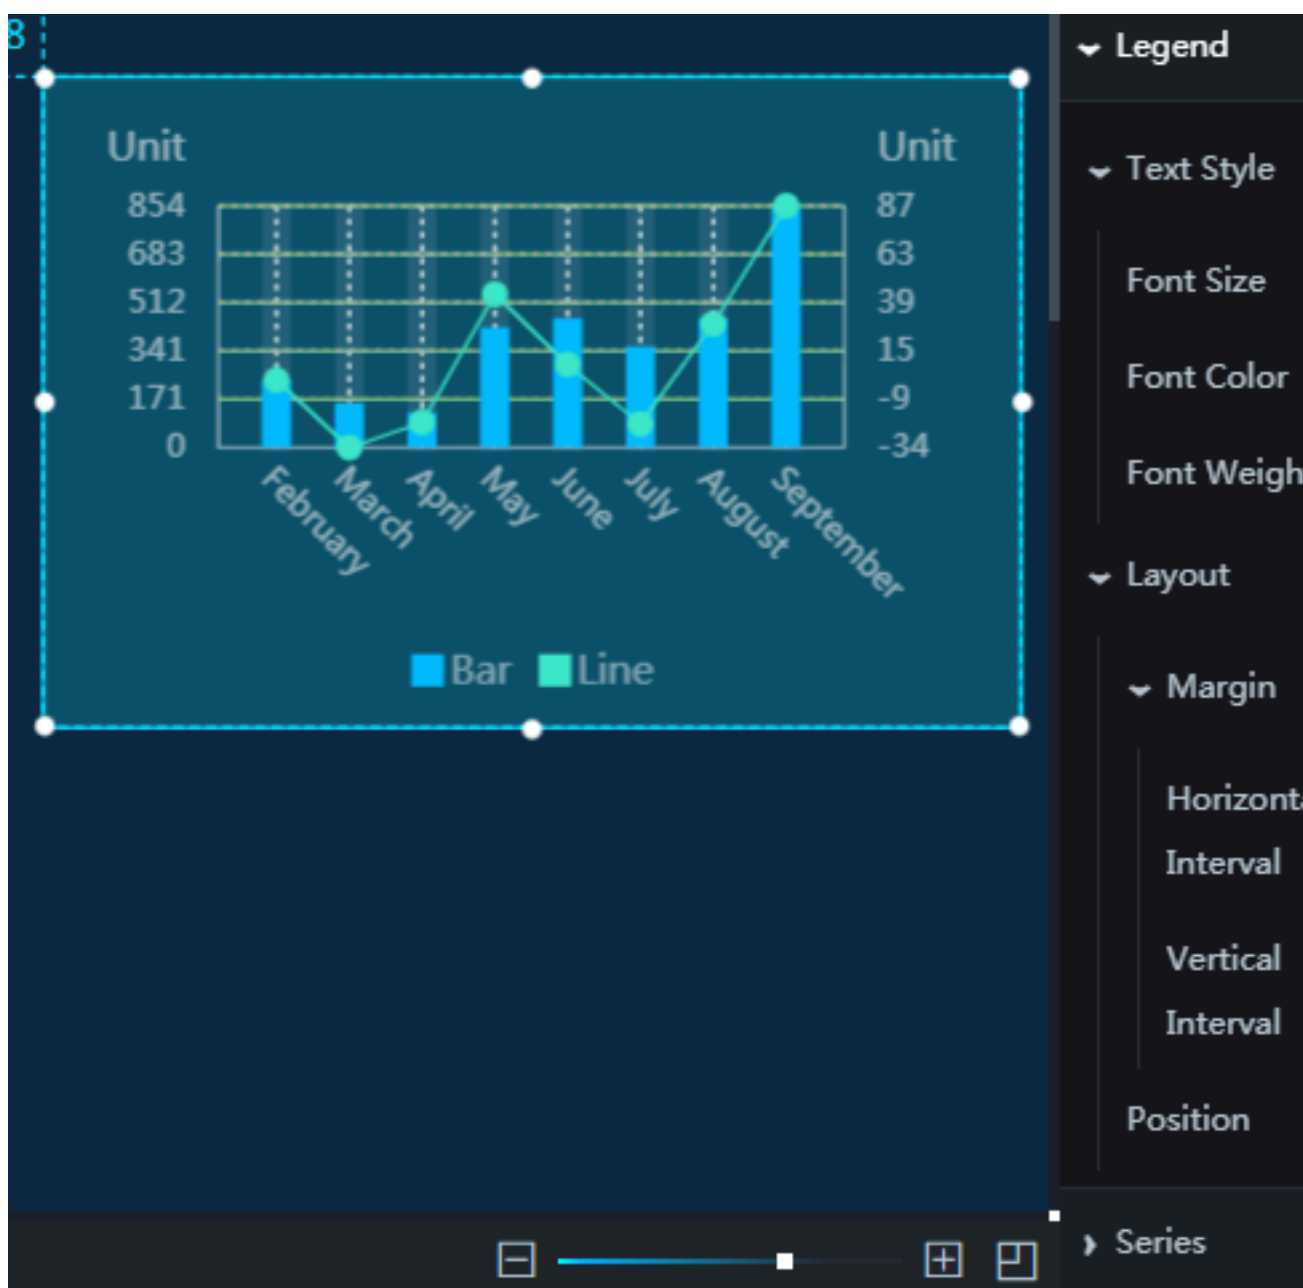 8
Unit
Unit
854
683
512
341
171
0
87
63
39
15
-9
-34
February
March
April
May
June
July
August
September
Bar
Line
Legend
Text Style
Font Size
Font Color
Font Weigh
Layout
Margin
Horizonta
Interval
Vertical
Interval
Position
Series